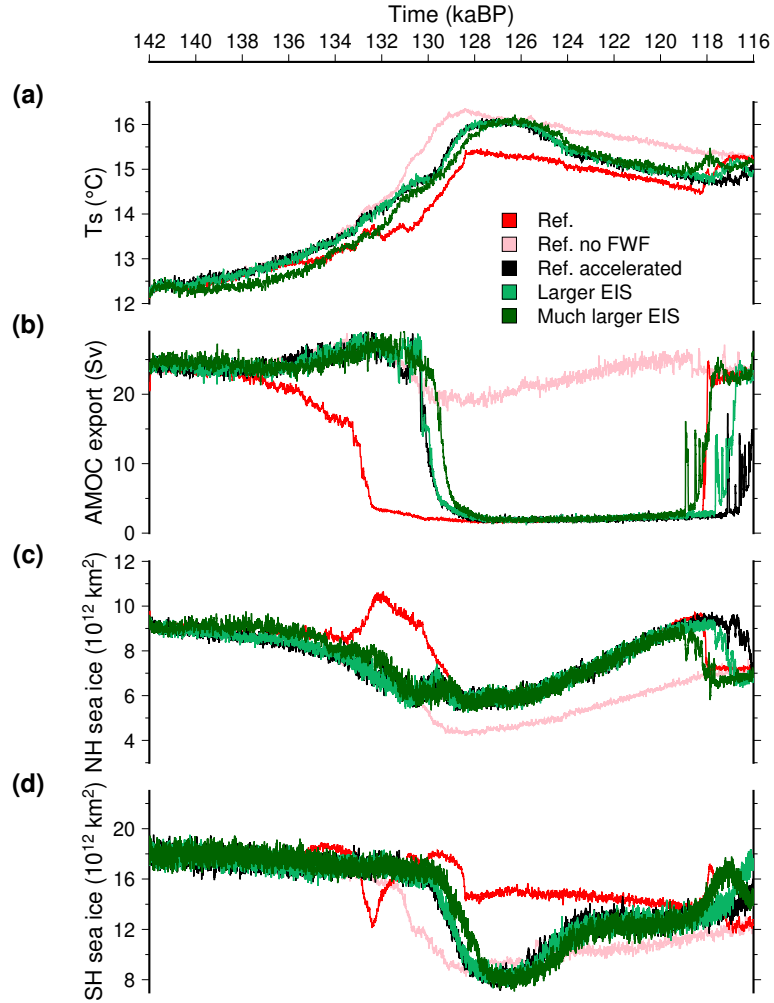 Time (kaBP)
142 140 138 136 134 132 130 128 126 124 122 120 118 116
(a)
16
15
14
13
12
Ts (°C)
Ref.
Ref. no FWF
Ref. accelerated
Larger EIS
Much larger EIS
(b)
20
10
0
AMOC export (Sv)
(c)
12
10
8
6
4
NH sea ice (10¹² km²)
(d)
20
16
12
8
SH sea ice (10¹² km²)